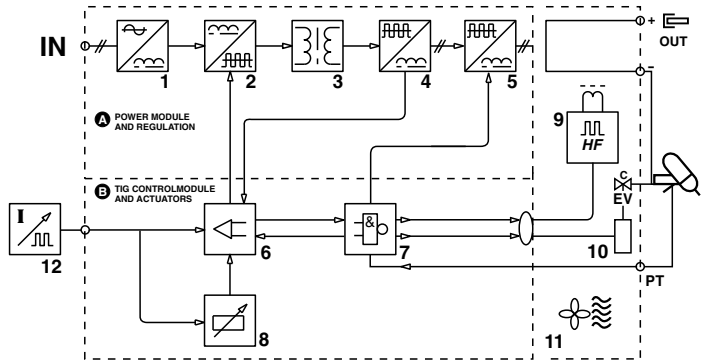 IN
1
2
3
4
5
+
OUT
-
A POWER MODULE
AND REGULATION
9
HF
B TIG CONTROLMODULE
AND ACTUATORS
C
EV
I
12
6
&
7
10
PT
8
11